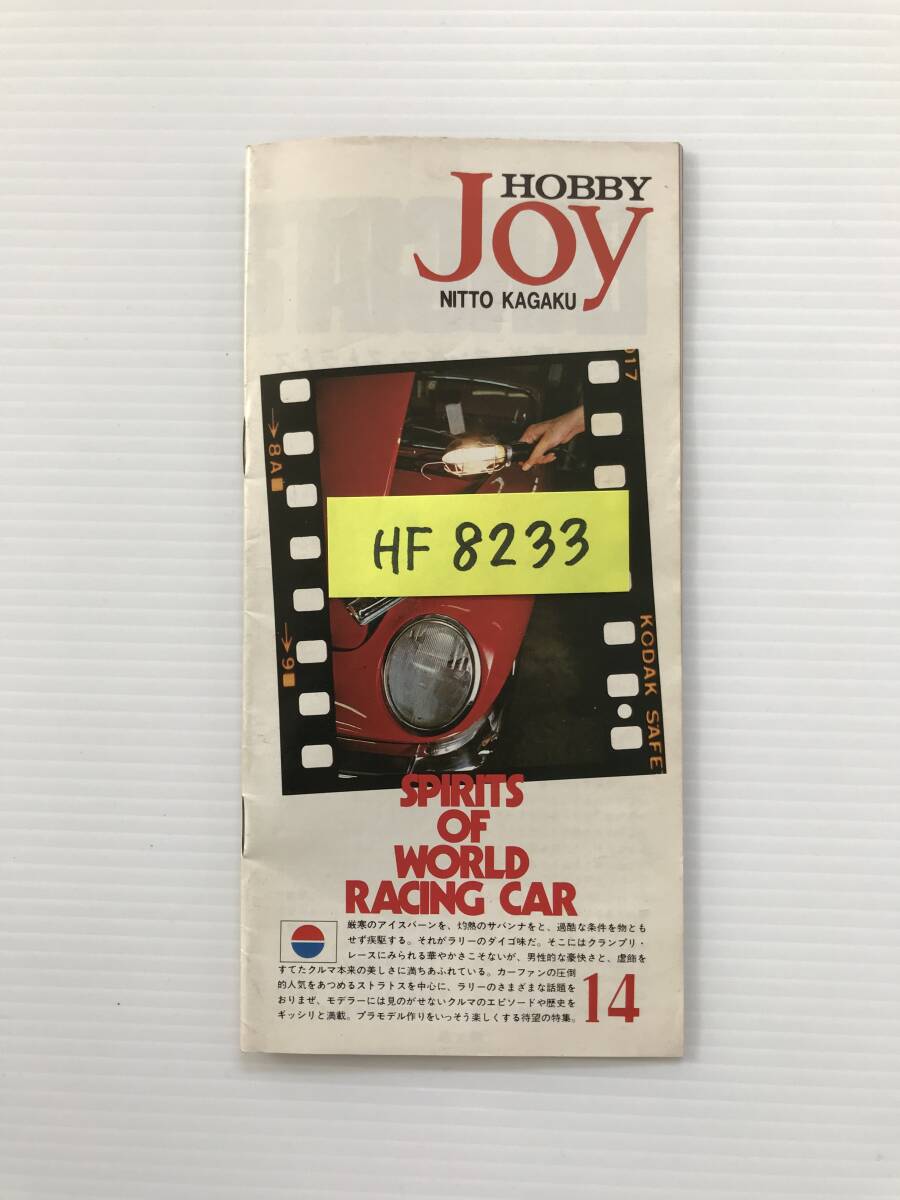 HOBBY
Joy
NITTO KAGAKU
017
→8A
HF 8233
→9
KODAK SAFE
SPIRITS
OF
WORLD
RACING CAR
厳寒のアイスバーンを、灼熱のサバンナをと、過酷な条件を物とも
せず疾駆する。それがラリーのダイゴ味だ。そこにはクランプリ・
レースにみられる華やかさこそないが、男性的な豪快さと、虚飾を
すてたクルマ本来の美しさに満ちあふれている。カーファンの圧倒
的人気をあつめるストラトスを中心に、ラリーのさまざまな話題を
おりまぜ、モデラーには見のがせないクルマのエピソードや歴史を
ギッシリと満載。プラモデル作りをいっそう楽しくする待望の特集。
14